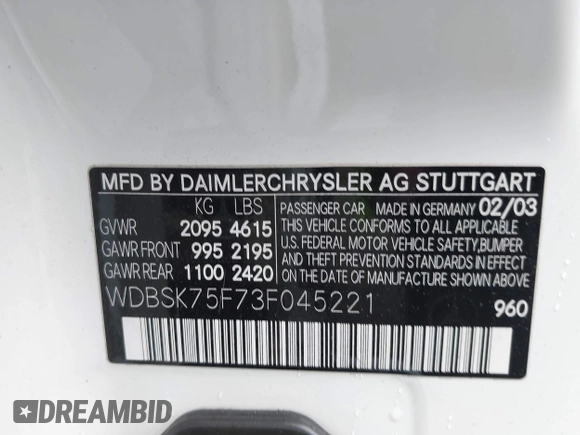 MFD BY DAIMLERCHRYSLER AG STUTTGART
KG LBS
GVWR 2095 4615
GAWR FRONT 995 2195
GAWR REAR 1100 2420
PASSENGER CAR MADE IN GERMANY 02/03
THIS VEHICLE CONFORMS TO ALL APPLICABLE
U.S. FEDERAL MOTOR VEHICLE SAFETY, BUMPER
AND THEFT PREVENTION STANDARDS IN EFFECT
ON THE DATE OF MANUFACTURE SHOWN ABOVE.
WDBSK75F73F045221
960
DREAMBID